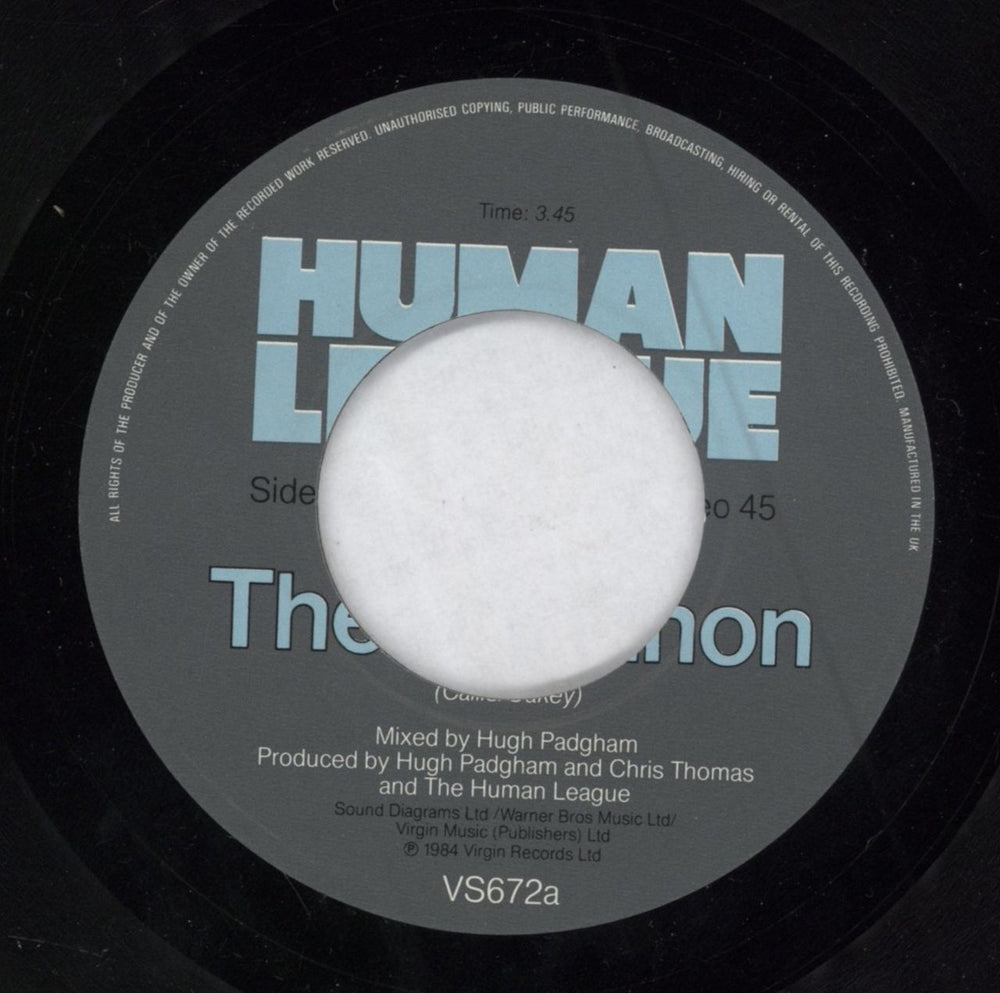 ALL RIGHTS OF THE PRODUCER AND OF THE OWNER OF THE RECORDED WORK RESERVED. UNAUTHORISED COPYING, PUBLIC PERFORMANCE, BROADCASTING, HIRING OR RENTAL OF THIS RECORDING PROHIBITED. MANUFACTURED IN THE UK
Time: 3.45
HUMAN
Side 45
The
Mixed by Hugh Padgham
Produced by Hugh Padgham and Chris Thomas
and The Human League
Sound Diagrams Ltd /Warner Bros Music Ltd/
Virgin Music (Publishers) Ltd
℗ 1984 Virgin Records Ltd
VS672a